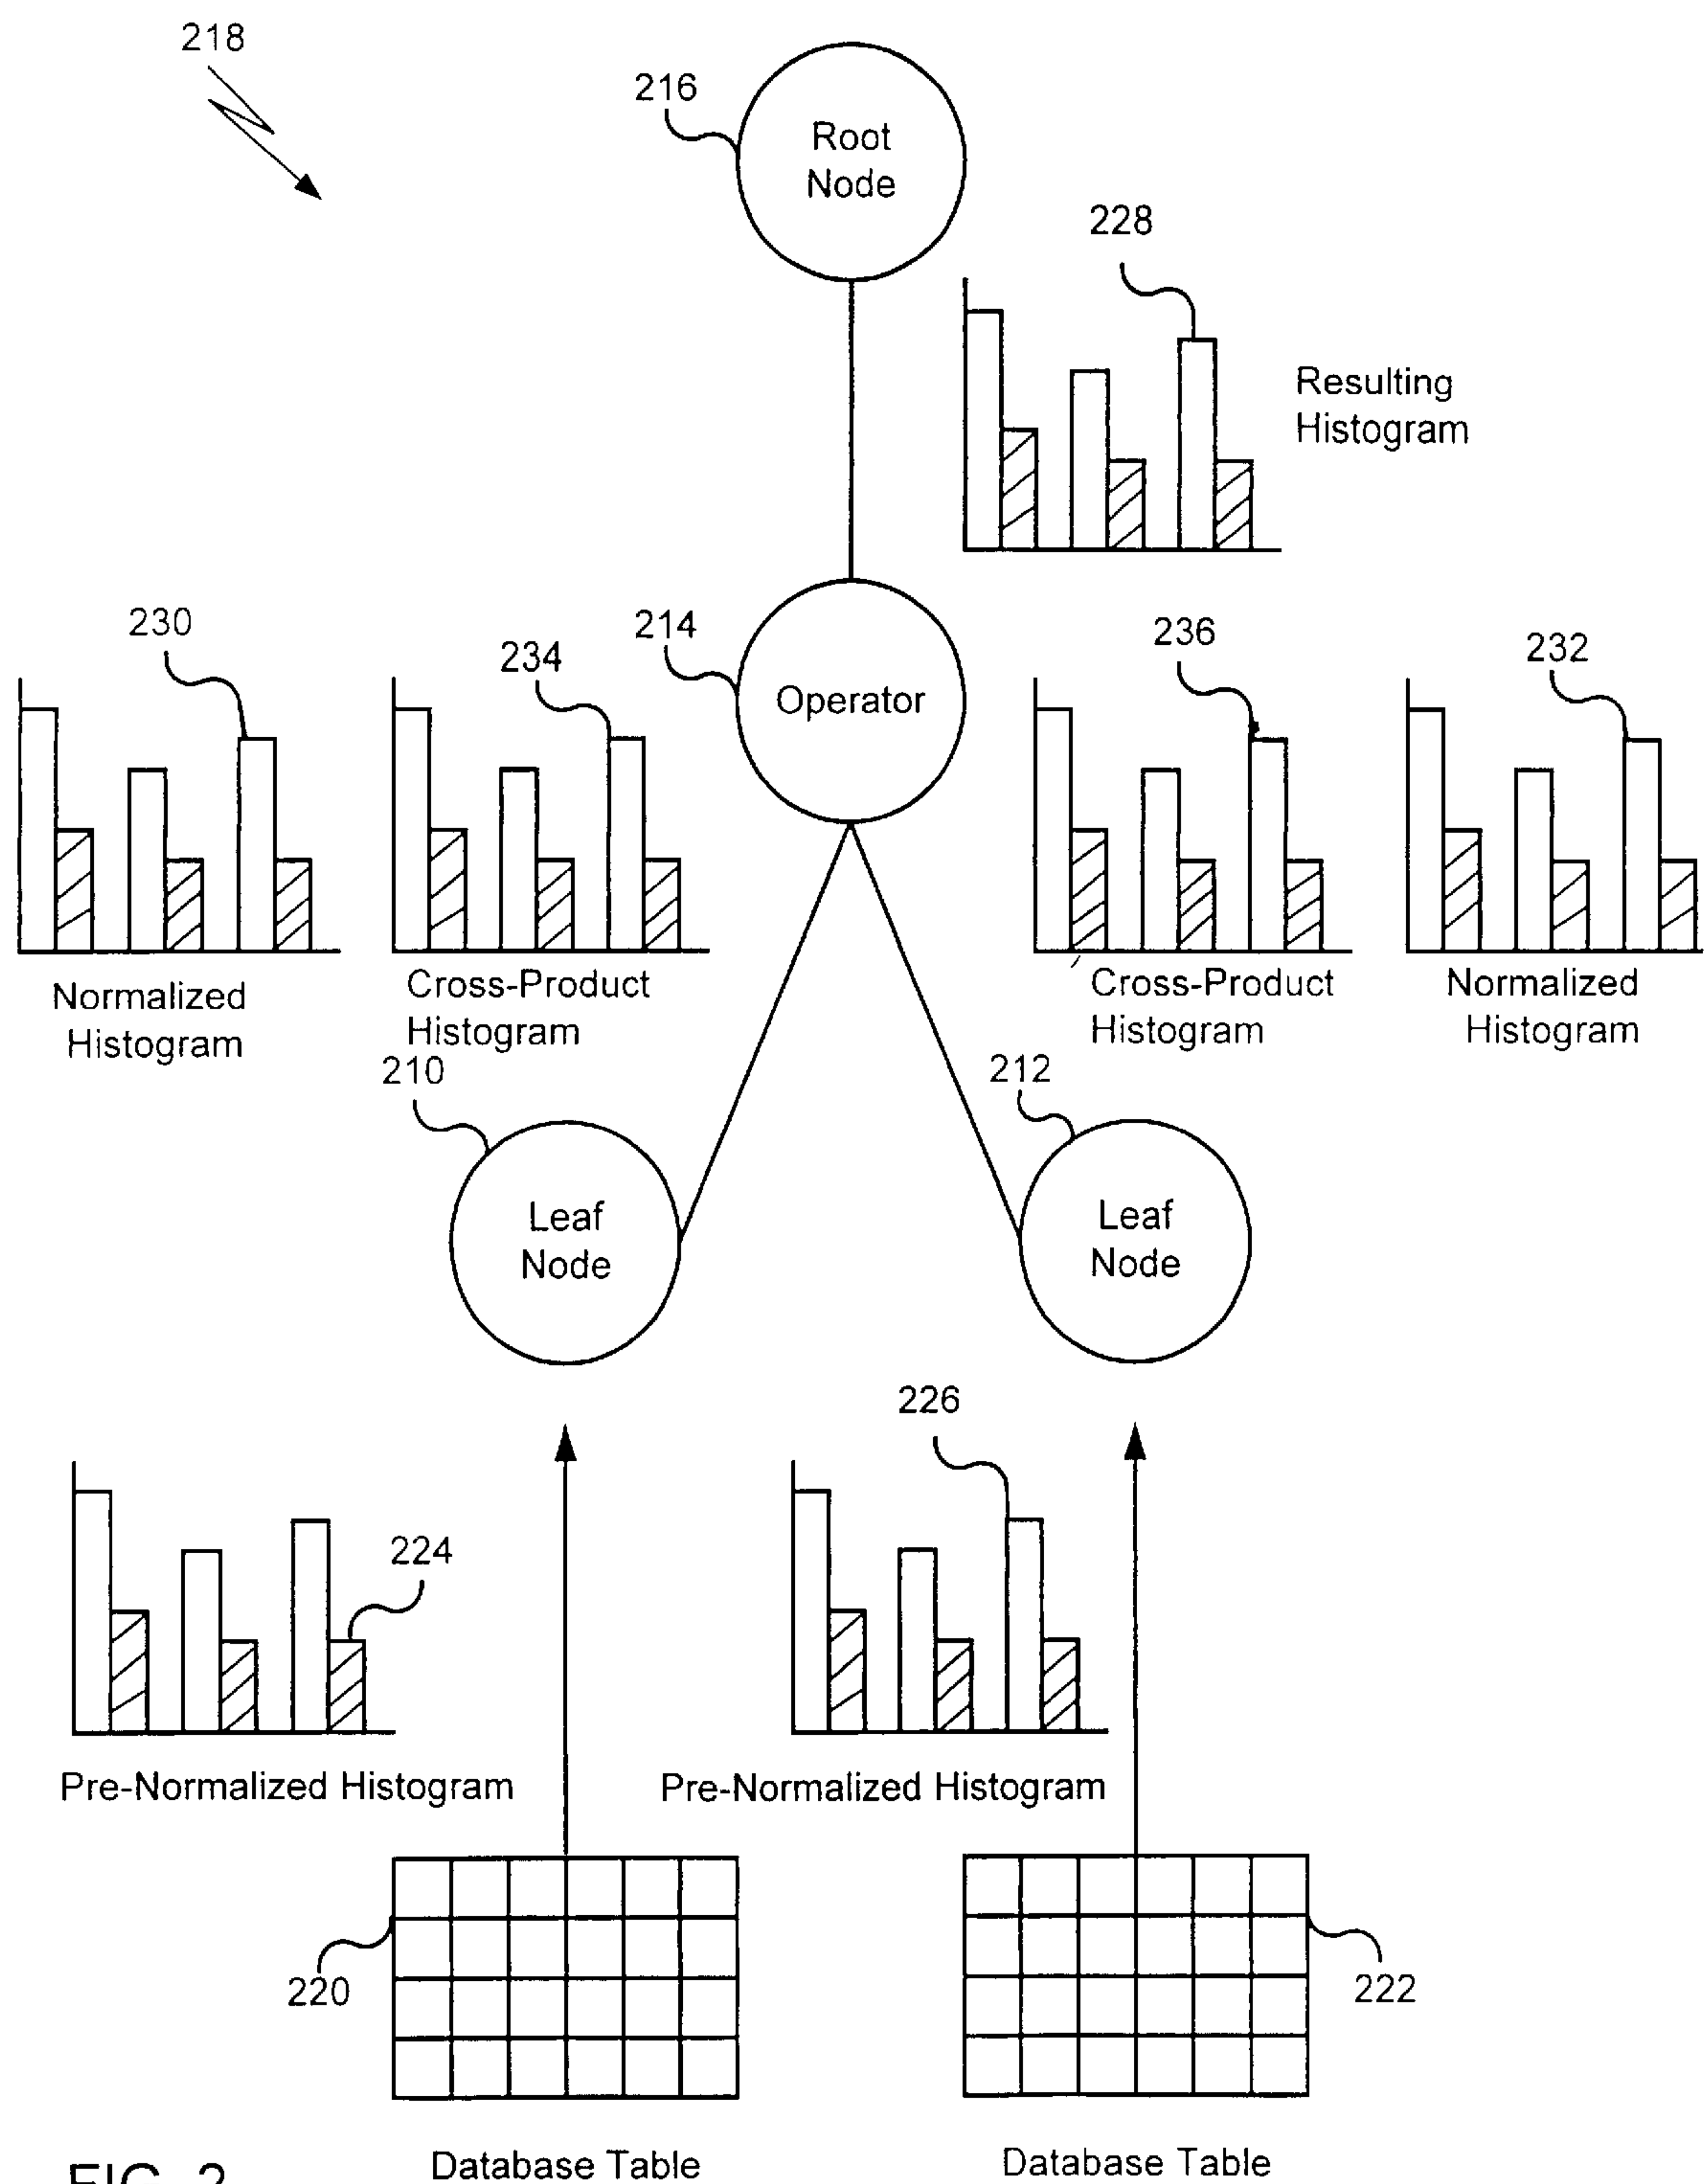 218
216
Root
Node
228
Resulting
Histogram
230
234
214
Operator
236
232
Normalized
Histogram
Cross-Product
Histogram
Cross-Product
Histogram
Normalized
Histogram
210
212
Leaf
Node
Leaf
Node
226
224
Pre-Normalized Histogram
Pre-Normalized Histogram
220
222
Database Table
Database Table
FIG. 2